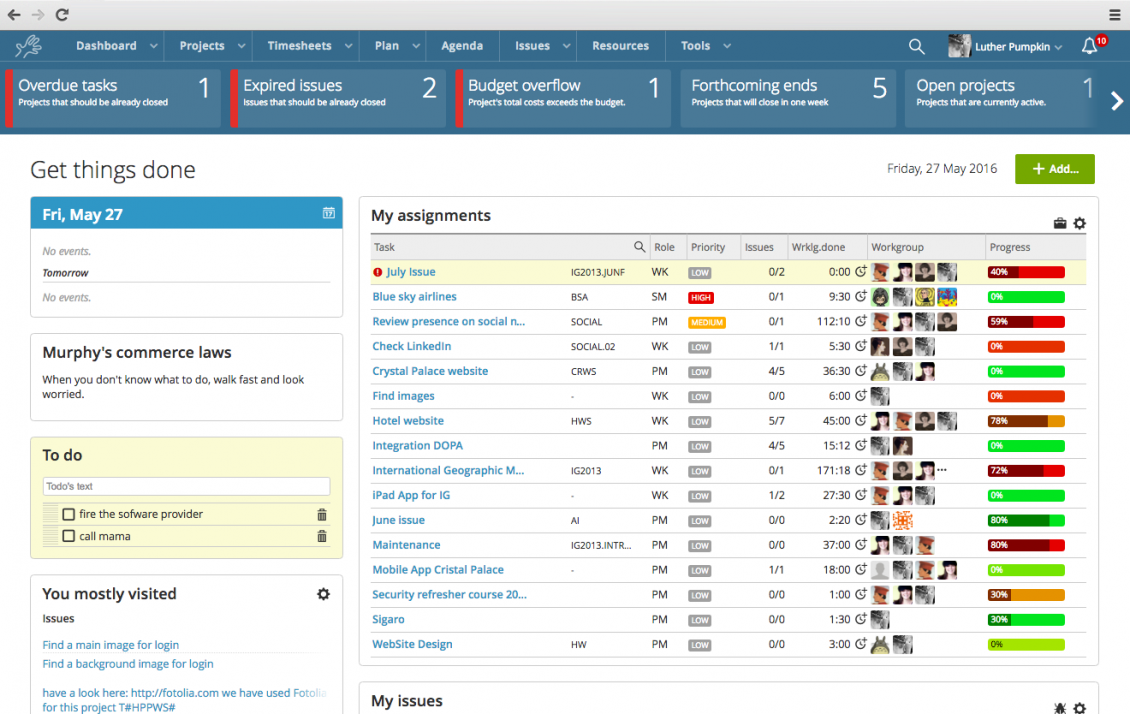 Dashboard Projects Timesheets Plan Agenda Issues Resources Tools Luther Pumpkin 10
Overdue tasks 1
Projects that should be already closed
Expired issues 2
Issues that should be already closed
Budget overflow 1
Project's total costs exceeds the budget.
Forthcoming ends 5
Projects that will close in one week
Open projects 1
Projects that are currently active.
Get things done
Friday, 27 May 2016
+ Add...
Fri, May 27
17
No events.
Tomorrow
No events.
Murphy's commerce laws
When you don't know what to do, walk fast and look
worried.
To do
Todo's text
fire the sofware provider
call mama
You mostly visited
Issues
Find a main image for login
Find a background image for login
have a look here: http://fotolia.com we have used Fotolia
for this project T#HPPWS#
My assignments
Task Role Priority Issues Wrklg.done Workgroup Progress
July Issue IG2013.JUNF WK LOW 0/2 0:00 40%
Blue sky airlines BSA SM HIGH 0/1 9:30 0%
Review presence on social n... SOCIAL PM MEDIUM 0/1 112:10 59%
Check LinkedIn SOCIAL.02 WK LOW 1/1 5:30 0%
Crystal Palace website CRWS PM LOW 4/5 36:30 0%
Find images - WK LOW 0/0 6:00 0%
Hotel website HWS WK LOW 5/7 45:00 78%
Integration DOPA PM LOW 4/5 15:12 0%
International Geographic M... IG2013 WK LOW 0/1 171:18 ... 72%
iPad App for IG - WK LOW 1/2 27:30 0%
June issue AI PM LOW 0/0 2:20 80%
Maintenance IG2013.INTR... PM LOW 0/0 37:00 80%
Mobile App Cristal Palace - PM LOW 1/1 18:00 0%
Security refresher course 20... PM LOW 0/0 1:00 30%
Sigaro PM LOW 0/0 1:30 30%
WebSite Design HW PM LOW 0/0 3:00 0%
My issues